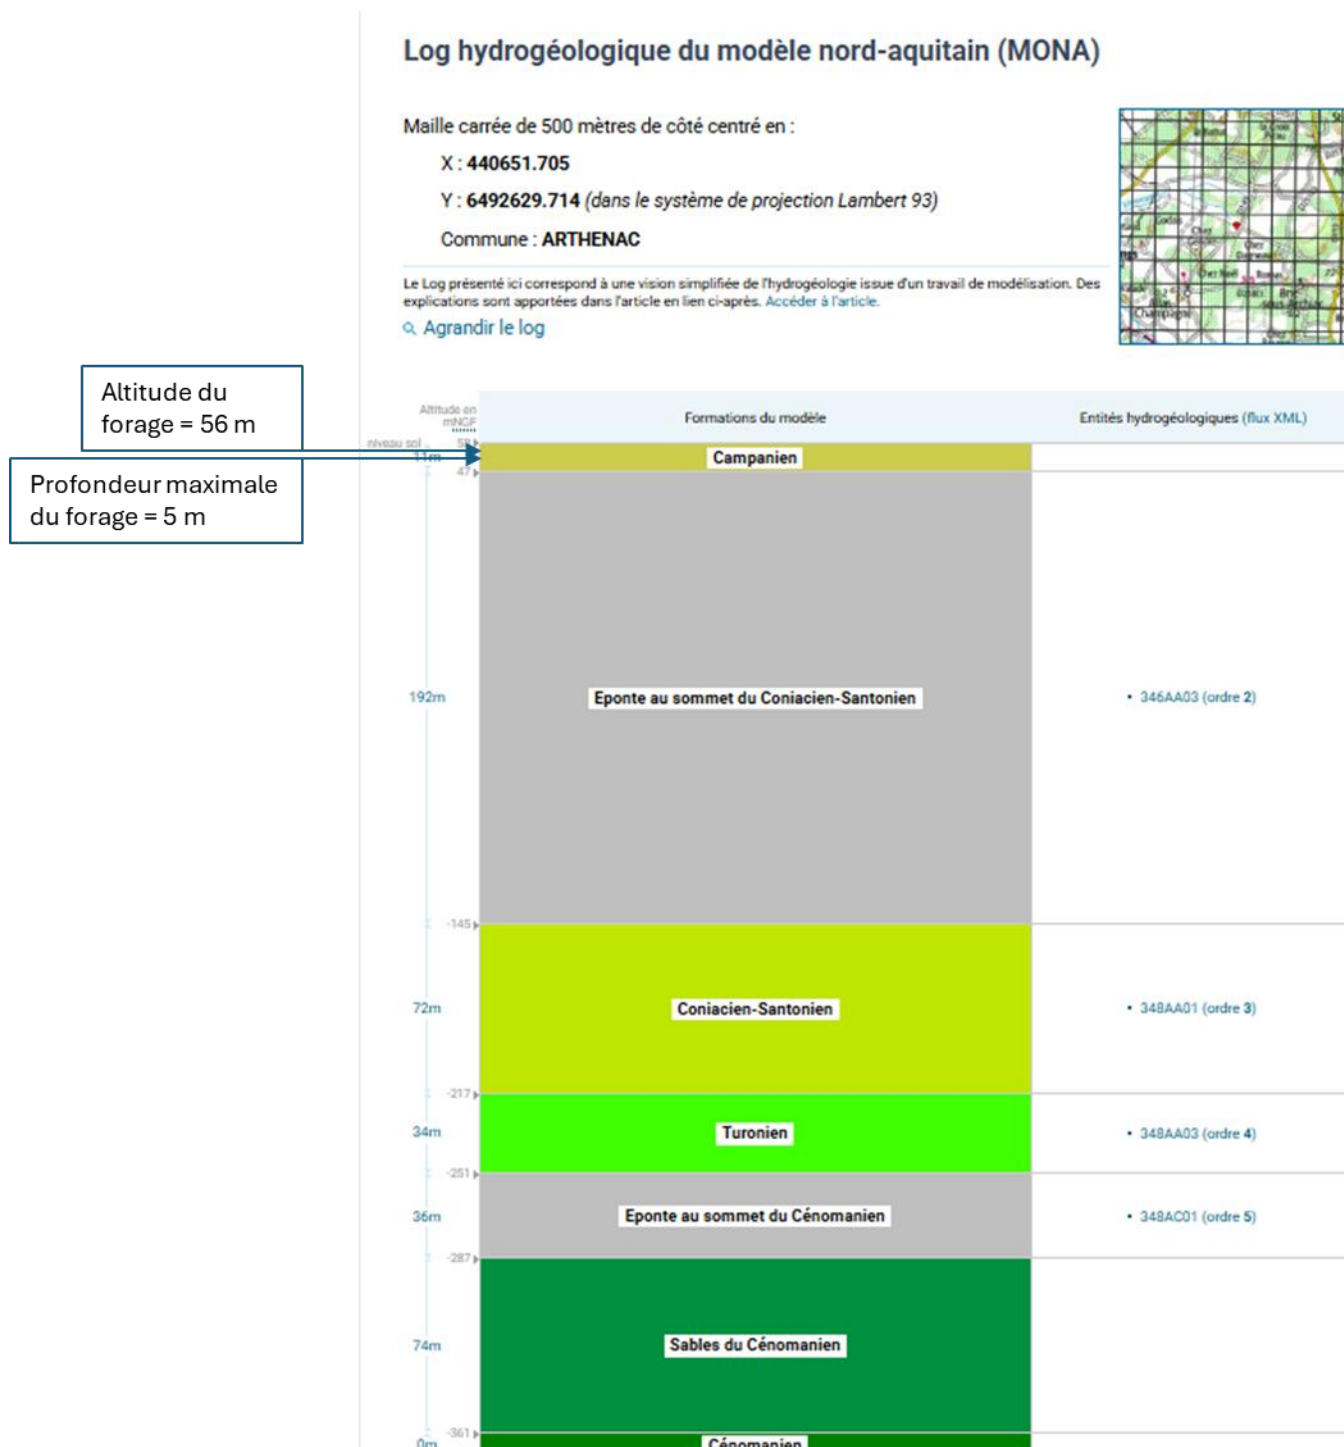 Log hydrogéologique du modèle nord-aquitain (MONA)
Maille carrée de 500 mètres de côté centré en :
X : 440651.705
Y : 6492629.714 (dans le système de projection Lambert 93)
Commune : ARTHENAC
Le Log présenté ici correspond à une vision simplifiée de l'hydrogéologie issue d'un travail de modélisation. Des
explications sont apportées dans l'article en lien ci-après. Accéder à l'article.
Agrandir le log
Altitude du
forage = 56 m
Profondeur maximale
du forage = 5 m
Altitude en
mNGF
Formations du modèle
Entités hydrogéologiques (flux XML)
niveau sol
58
11m
Campanien
47
192m
Eponte au sommet du Coniacien-Santonien
• 346AA03 (ordre 2)
-145
72m
Coniacien-Santonien
• 348AA01 (ordre 3)
-217
34m
Turonien
• 348AA03 (ordre 4)
-251
36m
Eponte au sommet du Cénomanien
• 348AC01 (ordre 5)
-287
74m
Sables du Cénomanien
-361
0m
Cénomanien